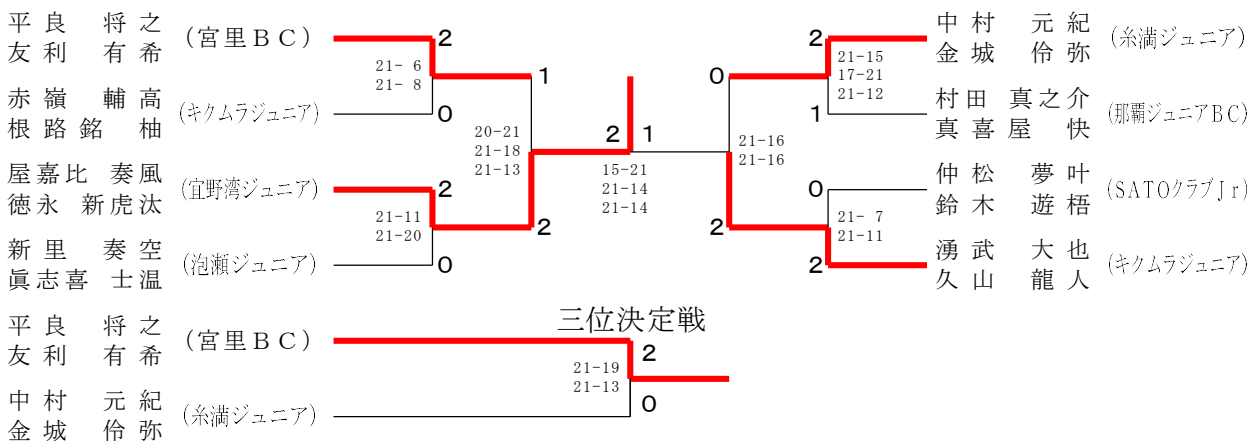 平良 将之
友利 有希
(宮里BC)
2
21- 6
21- 8
赤嶺 輔高
根路銘 柚
(キクムラジュニア)
0
1
20-21
21-18
21-13
屋嘉比 奏風
徳永 新虎汰
(宜野湾ジュニア)
2
21-11
21-20
新里 奏空
眞志喜 士温
(泡瀬ジュニア)
0
2
2
1
15-21
21-14
21-14
中村 元紀
金城 伶弥
(糸満ジュニア)
2
21-15
17-21
21-12
村田 真之介
真喜屋 快
(那覇ジュニアBC)
1
0
21-16
21-16
仲松 夢叶
鈴木 遊梧
(SATOクラブJr)
0
21- 7
21-11
湧武 大也
久山 龍人
(キクムラジュニア)
2
2
三位決定戦
平良 将之
友利 有希
(宮里BC)
2
21-19
21-13
中村 元紀
金城 伶弥
(糸満ジュニア)
0